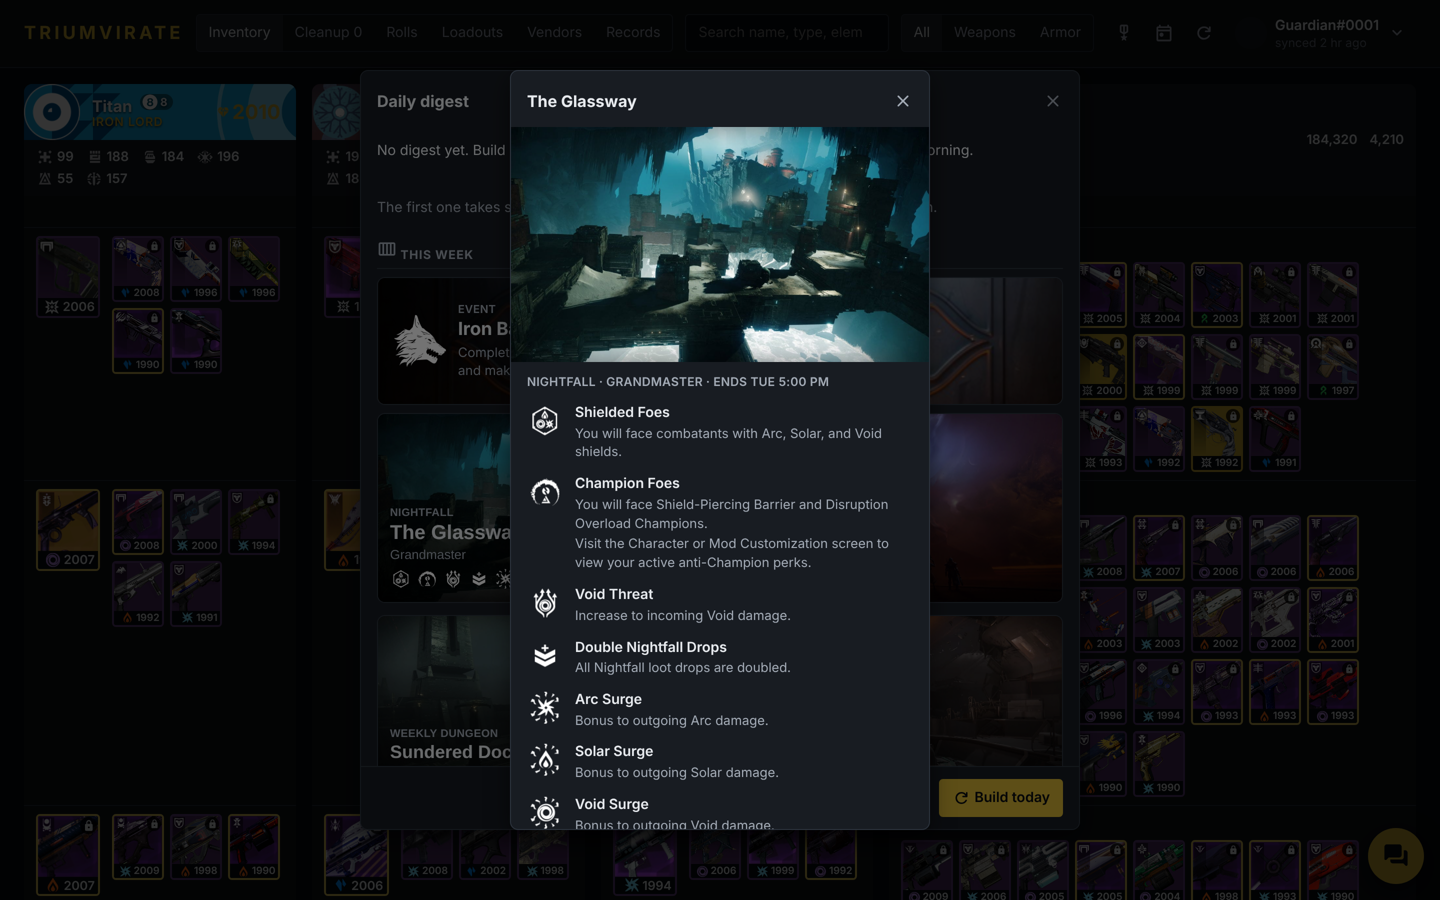 TRIUMVIRATE
Inventory
Cleanup 0
Rolls
Loadouts
Vendors
Records
Search name, type, elem
All
Weapons
Armor
Guardian#0001
synced 2 hr ago
Titan
8 8
IRON LORD
2010
99 188 184 196
55 157
184,320 4,210
Daily digest
No digest yet. Build
orning.
The first one takes s
THIS WEEK
EVENT
Iron B
Complet
and mak
NIGHTFALL
The Glasswa
Grandmaster
WEEKLY DUNGEON
Sundered Doc
Build today
The Glassway
NIGHTFALL · GRANDMASTER · ENDS TUE 5:00 PM
Shielded Foes
You will face combatants with Arc, Solar, and Void
shields.
Champion Foes
You will face Shield-Piercing Barrier and Disruption
Overload Champions.
Visit the Character or Mod Customization screen to
view your active anti-Champion perks.
Void Threat
Increase to incoming Void damage.
Double Nightfall Drops
All Nightfall loot drops are doubled.
Arc Surge
Bonus to outgoing Arc damage.
Solar Surge
Bonus to outgoing Solar damage.
Void Surge
Bonus to outgoing Void damage.
2006 2008 1996 1996
1990 1990
2007 2008 2000 1994
1992 1991
2007 2009 1998 1990
2006 2008 2002 1998
1994 2006 1999 1992
2005 2004 2003 2001 2001
2000 1999 1999 1999 1997
1993 1992 1992 1991
2008 2007 2006 2006 2006
2003 2003 2002 2002 2001
1996 1994 1993 1993 1993
1990 1990
2009 2006 2005 2005 2004 1998 1993 1990